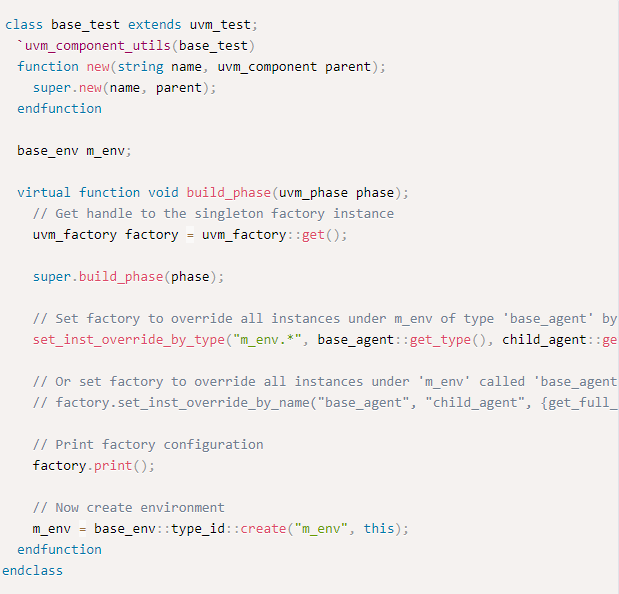 class base_test extends uvm_test;
`uvm_component_utils(base_test)
function new(string name, uvm_component parent);
super.new(name, parent);
endfunction
base_env m_env;
virtual function void build_phase(uvm_phase phase);
// Get handle to the singleton factory instance
uvm_factory factory = uvm_factory::get();
super.build_phase(phase);
// Set factory to override all instances under m_env of type 'base_agent' by
set_inst_override_by_type("m_env.*", base_agent::get_type(), child_agent::ge
// Or set factory to override all instances under 'm_env' called 'base_agent
// factory.set_inst_override_by_name("base_agent", "child_agent", {get_full_
// Print factory configuration
factory.print();
// Now create environment
m_env = base_env::type_id::create("m_env", this);
endfunction
endclass